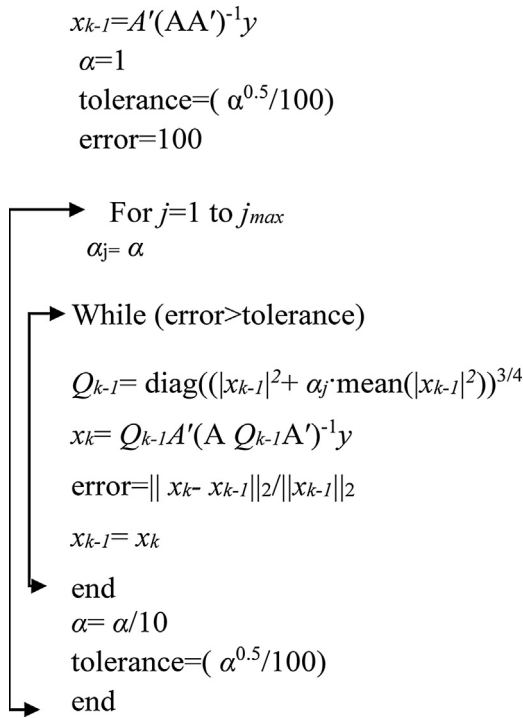 xₖ₋₁=A′(AA′)⁻¹y
α=1
tolerance=( α⁰·⁵/100)
error=100
For j=1 to jₘₐₓ
αj= α
While (error>tolerance)
Qₖ₋₁= diag((|xₖ₋₁|²+ αⱼ·mean(|xₖ₋₁|²))³/⁴
xₖ= Qₖ₋₁A′(A Qₖ₋₁A′)⁻¹y
error=|| xₖ- xₖ₋₁||₂/||xₖ₋₁||₂
xₖ₋₁= xₖ
end
α= α/10
tolerance=( α⁰·⁵/100)
end